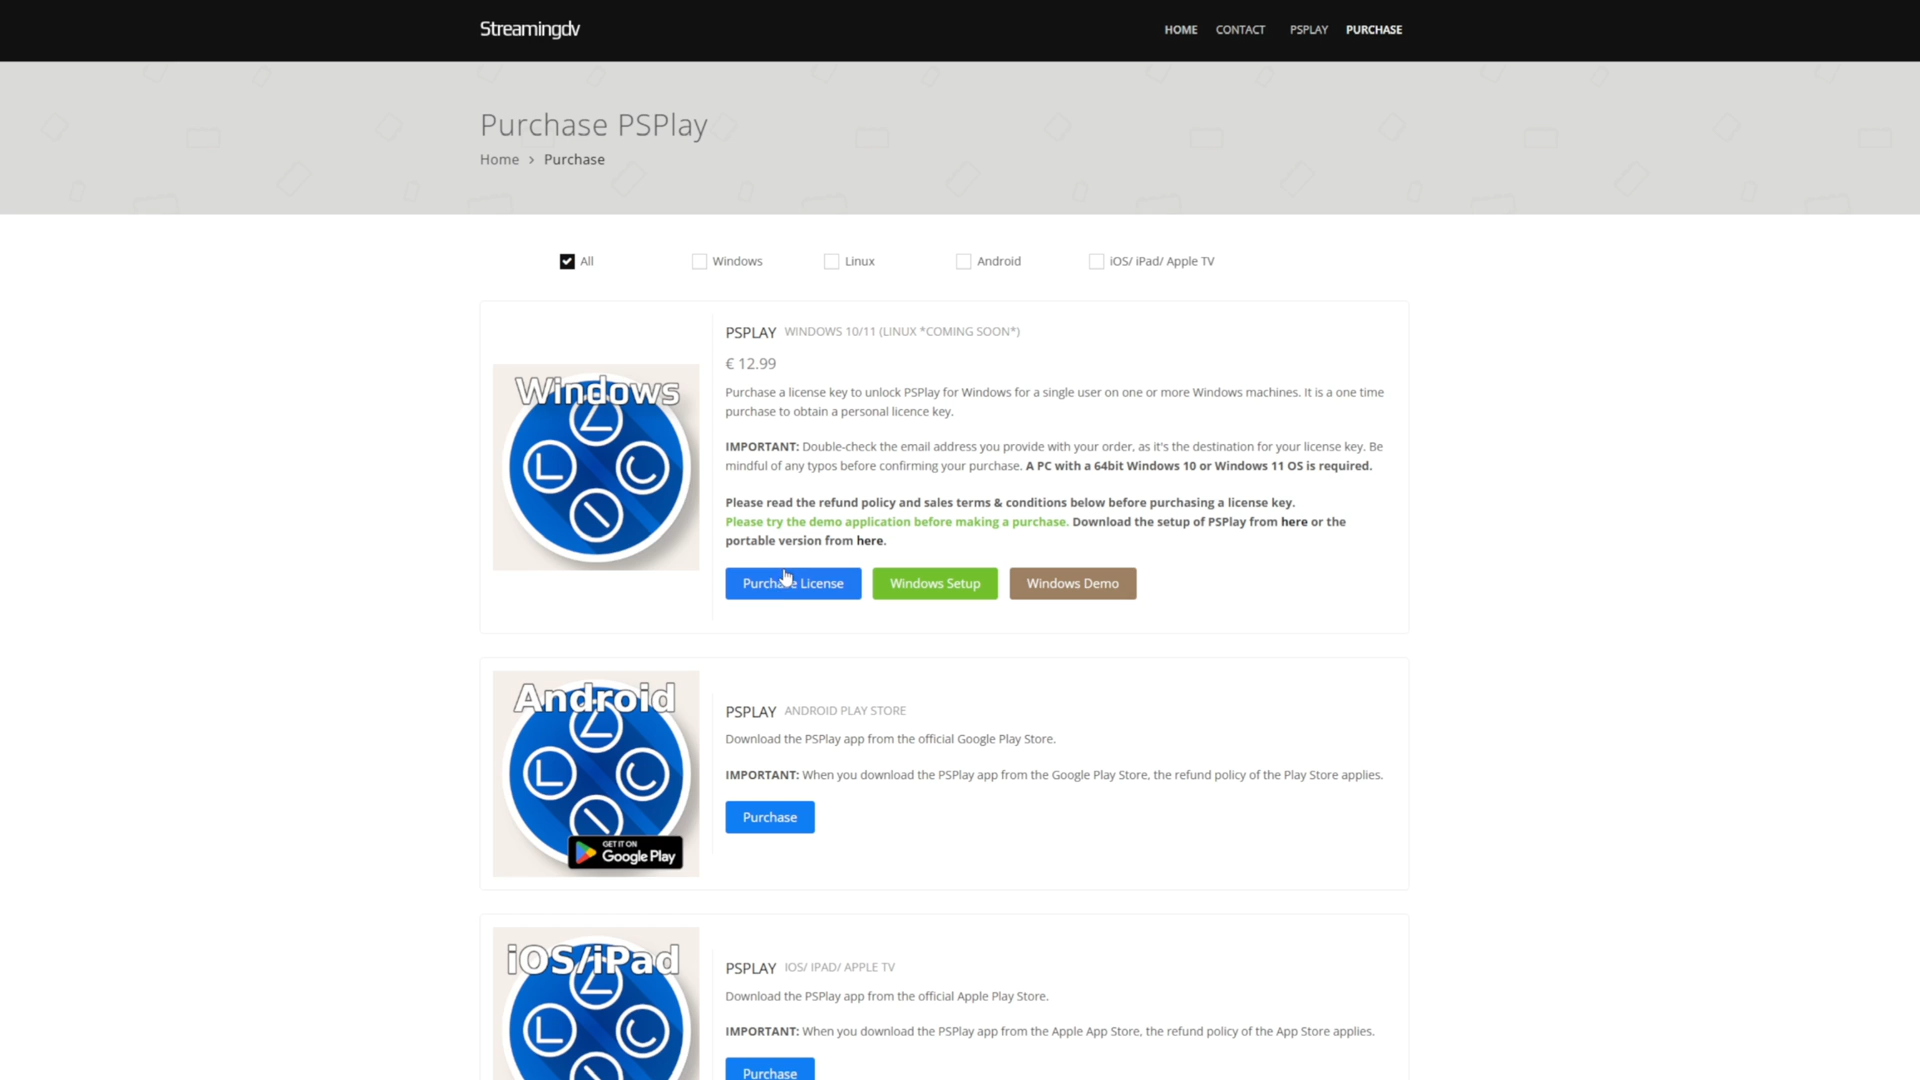 Streamingdv
HOME CONTACT PSPLAY PURCHASE
Purchase PSPlay
Home > Purchase
All Windows Linux Android iOS/ iPad/ Apple TV
Windows
PSPLAY WINDOWS 10/11 (LINUX *COMING SOON*)
€ 12.99
Purchase a license key to unlock PSPlay for Windows for a single user on one or more Windows machines. It is a one time
purchase to obtain a personal licence key.
IMPORTANT: Double-check the email address you provide with your order, as it's the destination for your license key. Be
mindful of any typos before confirming your purchase. A PC with a 64bit Windows 10 or Windows 11 OS is required.
Please read the refund policy and sales terms & conditions below before purchasing a license key.
Please try the demo application before making a purchase. Download the setup of PSPlay from here or the
portable version from here.
Purchase License Windows Setup Windows Demo
Android
GET IT ON
Google Play
PSPLAY ANDROID PLAY STORE
Download the PSPlay app from the official Google Play Store.
IMPORTANT: When you download the PSPlay app from the Google Play Store, the refund policy of the Play Store applies.
Purchase
iOS/iPad
PSPLAY IOS/ IPAD/ APPLE TV
Download the PSPlay app from the official Apple Play Store.
IMPORTANT: When you download the PSPlay app from the Apple App Store, the refund policy of the App Store applies.
Purchase